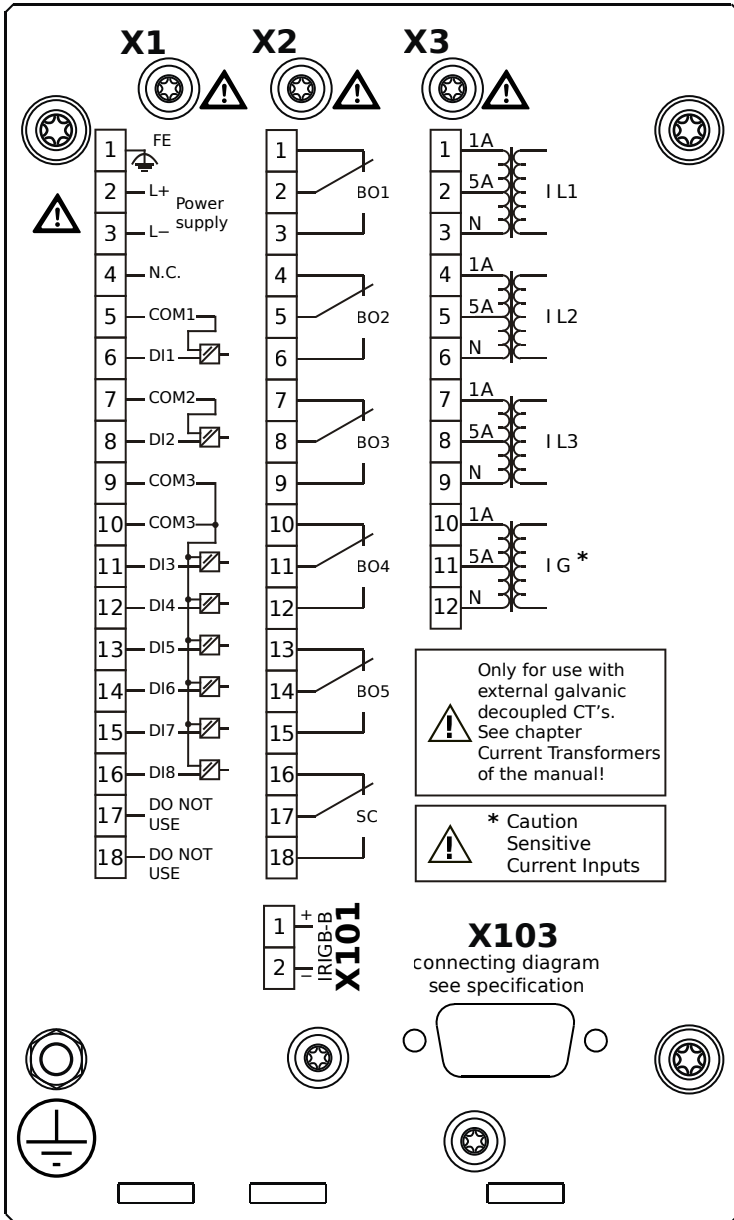 X1
X2
X3
1 FE
2 L+
Power
supply
3 L−
4 N.C.
5 COM1
6 DI1
7 COM2
8 DI2
9 COM3
10 COM3
11 DI3
12 DI4
13 DI5
14 DI6
15 DI7
16 DI8
17 DO NOT
USE
18 DO NOT
USE
1
2 BO1
3
4
5 BO2
6
7
8 BO3
9
10
11 BO4
12
13
14 BO5
15
16
17 SC
18
1 1A
2 5A I L1
3 N
4 1A
5 5A I L2
6 N
7 1A
8 5A I L3
9 N
10 1A
11 5A I G *
12 N
Only for use with
external galvanic
decoupled CT's.
See chapter
Current Transformers
of the manual!
* Caution
Sensitive
Current Inputs
1 +
2 −
IRIGB-B
X101
X103
connecting diagram
see specification